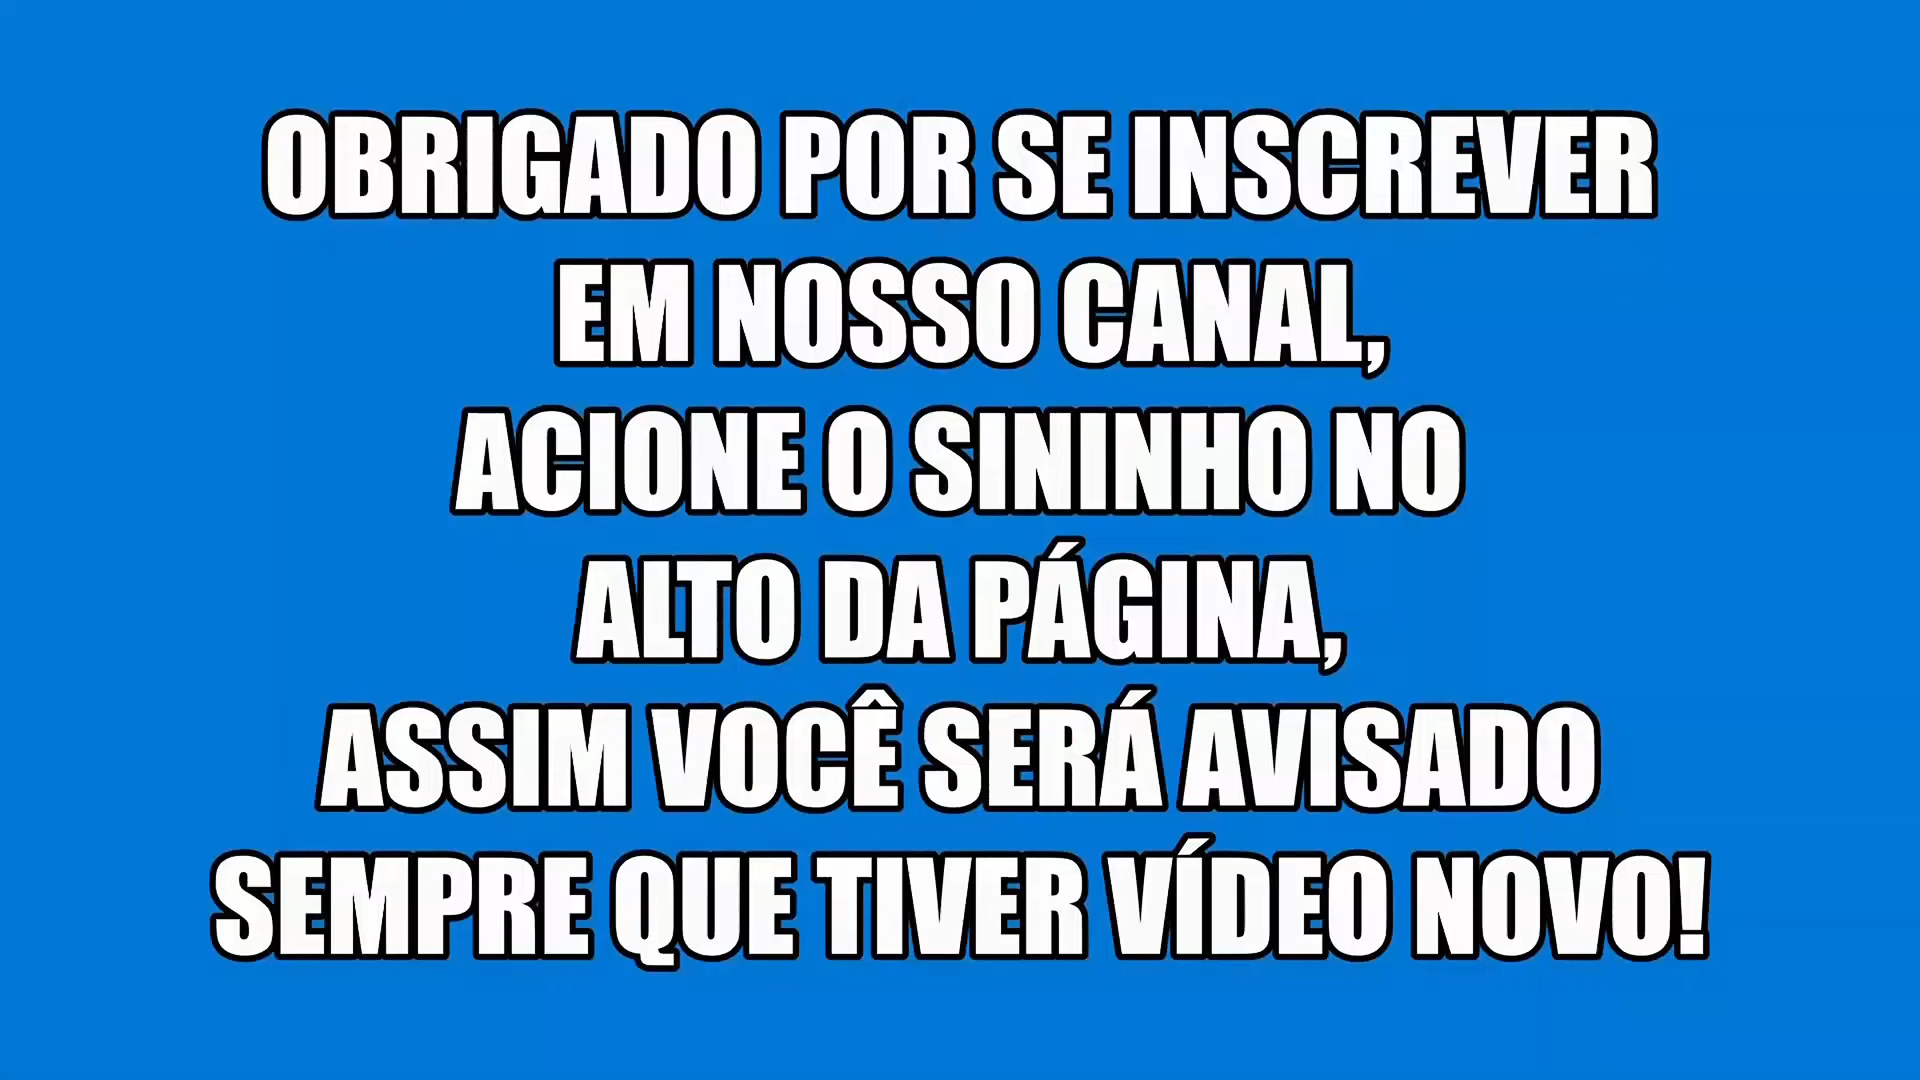 OBRIGADO POR SE INSCREVER
EM NOSSO CANAL,
ACIONE O SININHO NO
ALTO DA PÁGINA,
ASSIM VOCÊ SERÁ AVISADO
SEMPRE QUE TIVER VÍDEO NOVO!